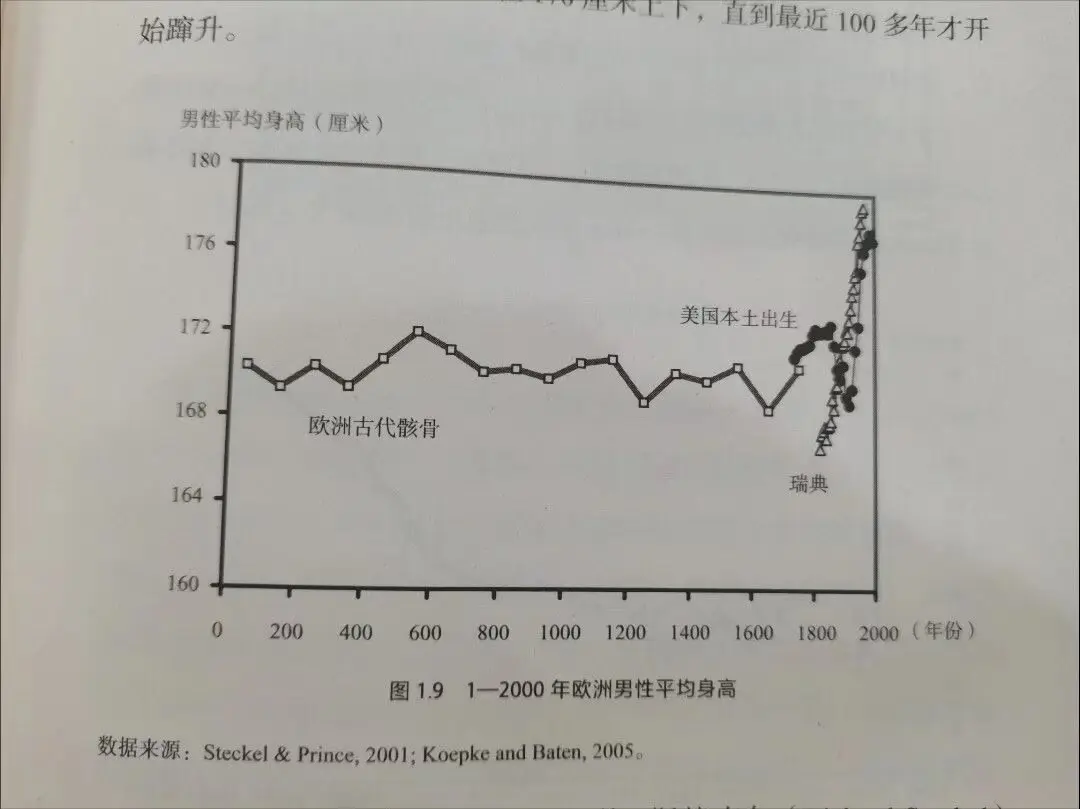 厘米上下，直到最近 100 多年才开
始蹿升。
男性平均身高（厘米）
180
176
172
168
164
160
美国本土出生
欧洲古代骸骨
瑞典
0 200 400 600 800 1000 1200 1400 1600 1800 2000（年份）
图 1.9 1—2000 年欧洲男性平均身高
数据来源：Steckel & Prince, 2001; Koepke and Baten, 2005。